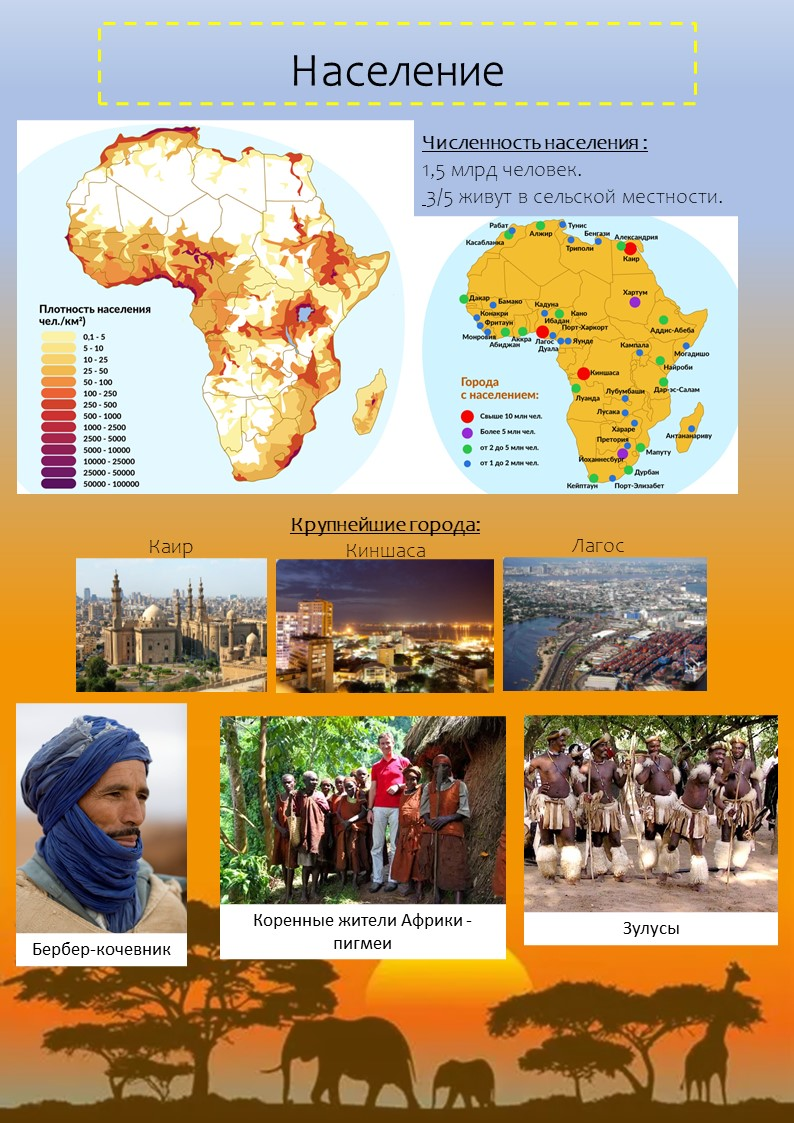 Население
Численность населения :
1,5 млрд человек.
3/5 живут в сельской местности.
Плотность населения
чел./км²)
0,1 - 5
5 - 10
10 - 25
25 - 50
50 - 100
100 - 250
250 - 500
500 - 1000
1000 - 2500
2500 - 5000
5000 - 10000
10000 - 25000
25000 - 50000
50000 - 100000
Рабат
Алжир
Тунис
Касабланка
Триполи
Бенгази
Александрия
Каир
Хартум
Дакар
Бамако
Кадуна
Кано
Конакри
Ибадан
Фритаун
Порт-Харкорт
Аддис-Абеба
Монровия
Абиджан
Аккра
Лагос
Дуала
Яунде
Кампала
Могадишо
Найроби
Киншаса
Дар-эс-Салам
Луанда
Лубумбаши
Лусака
Хараре
Антананариву
Претория
Йоханнесбург
Мапуту
Дурбан
Кейптаун
Порт-Элизабет
Города
с населением:
Свыше 10 млн чел.
Более 5 млн чел.
от 2 до 5 млн чел.
от 1 до 2 млн чел.
Крупнейшие города:
Каир
Киншаса
Лагос
Бербер-кочевник
Коренные жители Африки -
пигмеи
Зулусы